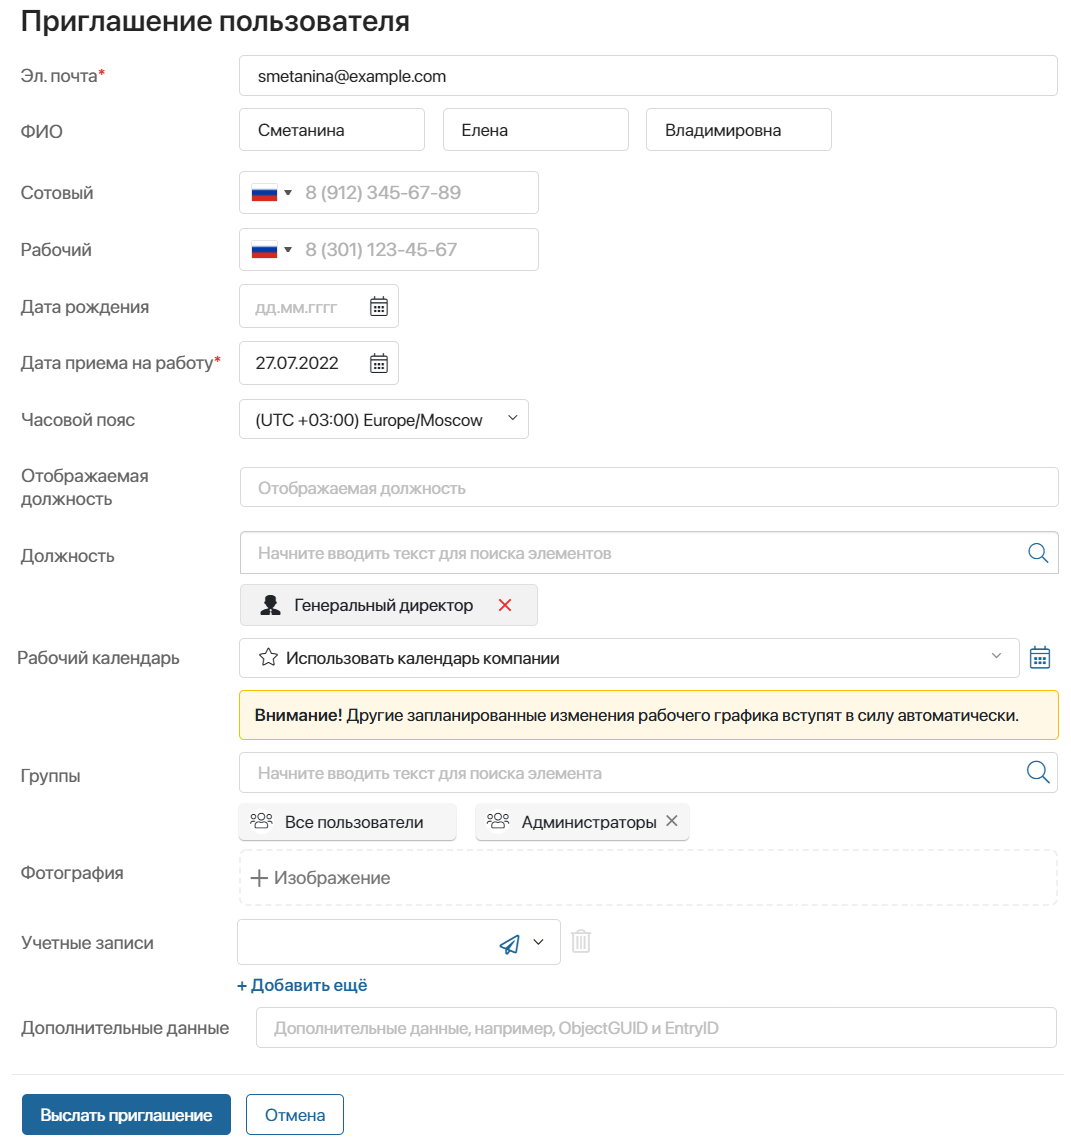 Приглашение пользователя
Эл. почта* smetanina@example.com
ФИО Сметанина Елена Владимировна
Сотовый 8 (912) 345-67-89
Рабочий 8 (301) 123-45-67
Дата рождения дд.мм.гггг
Дата приема на работу* 27.07.2022
Часовой пояс (UTC +03:00) Europe/Moscow
Отображаемая
должность Отображаемая должность
Должность Начните вводить текст для поиска элементов
Генеральный директор
Рабочий календарь Использовать календарь компании
Внимание! Другие запланированные изменения рабочего графика вступят в силу автоматически.
Группы Начните вводить текст для поиска элемента
Все пользователи Администраторы
Фотография + Изображение
Учетные записи
+ Добавить ещё
Дополнительные данные Дополнительные данные, например, ObjectGUID и EntryID
Выслать приглашение Отмена